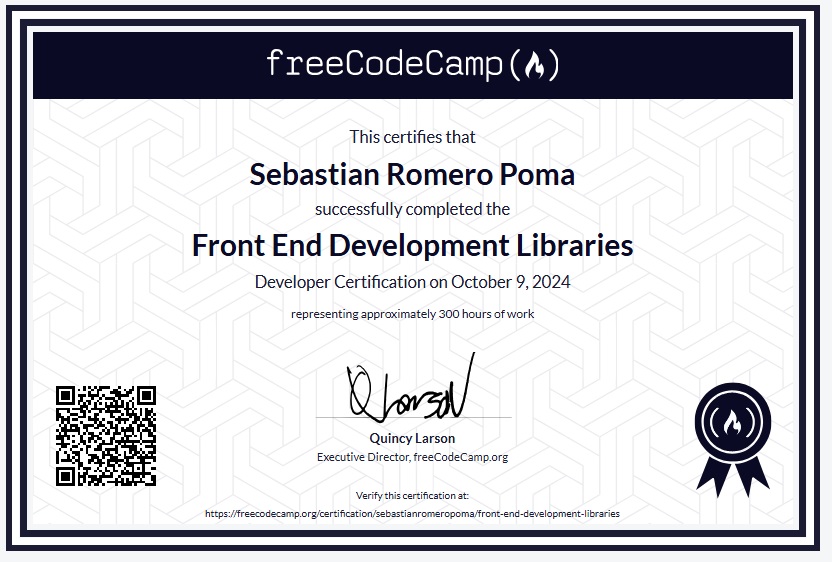 freeCodeCamp
This certifies that
Sebastian Romero Poma
successfully completed the
Front End Development Libraries
Developer Certification on October 9, 2024
representing approximately 300 hours of work
Q Larson
Quincy Larson
Executive Director, freeCodeCamp.org
Verify this certification at:
https://freecodecamp.org/certification/sebastianromeropoma/front-end-development-libraries